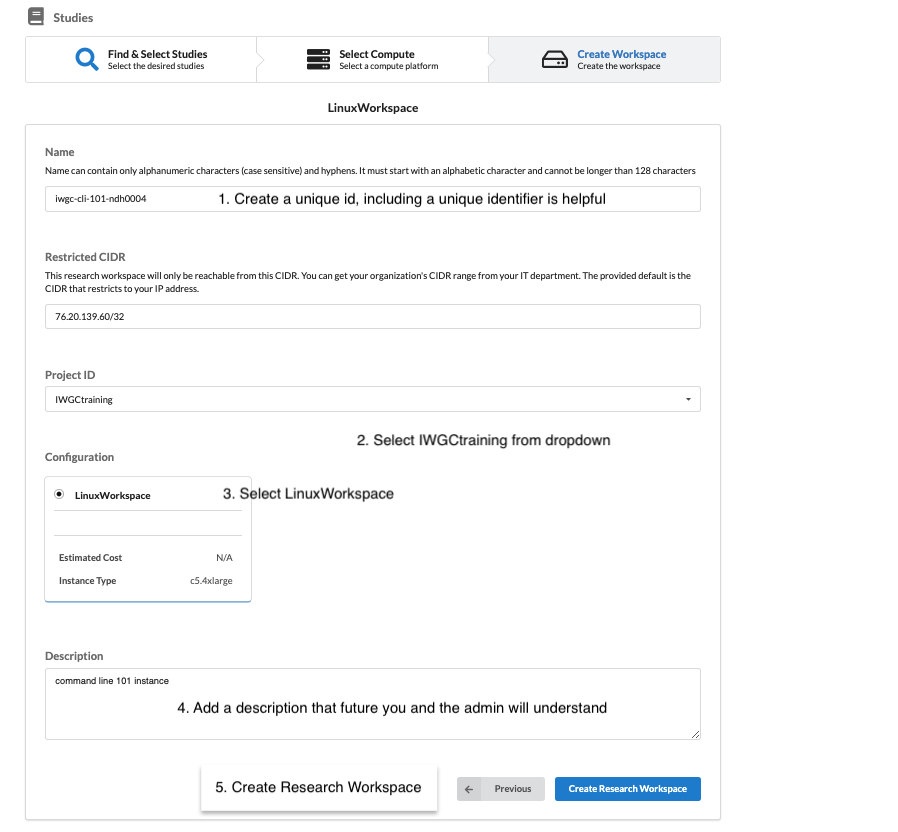 Studies
Find & Select Studies
Select the desired studies
Select Compute
Select a compute platform
Create Workspace
Create the workspace
LinuxWorkspace
Name
Name can contain only alphanumeric characters (case sensitive) and hyphens. It must start with an alphabetic character and cannot be longer than 128 characters
iwgc-cli-101-ndh0004
1. Create a unique id, including a unique identifier is helpful
Restricted CIDR
This research workspace will only be reachable from this CIDR. You can get your organization's CIDR range from your IT department. The provided default is the
CIDR that restricts to your IP address.
76.20.139.60/32
Project ID
IWGCtraining
2. Select IWGCtraining from dropdown
Configuration
LinuxWorkspace
3. Select LinuxWorkspace
Estimated Cost N/A
Instance Type c5.4xlarge
Description
command line 101 instance
4. Add a description that future you and the admin will understand
5. Create Research Workspace
Previous
Create Research Workspace